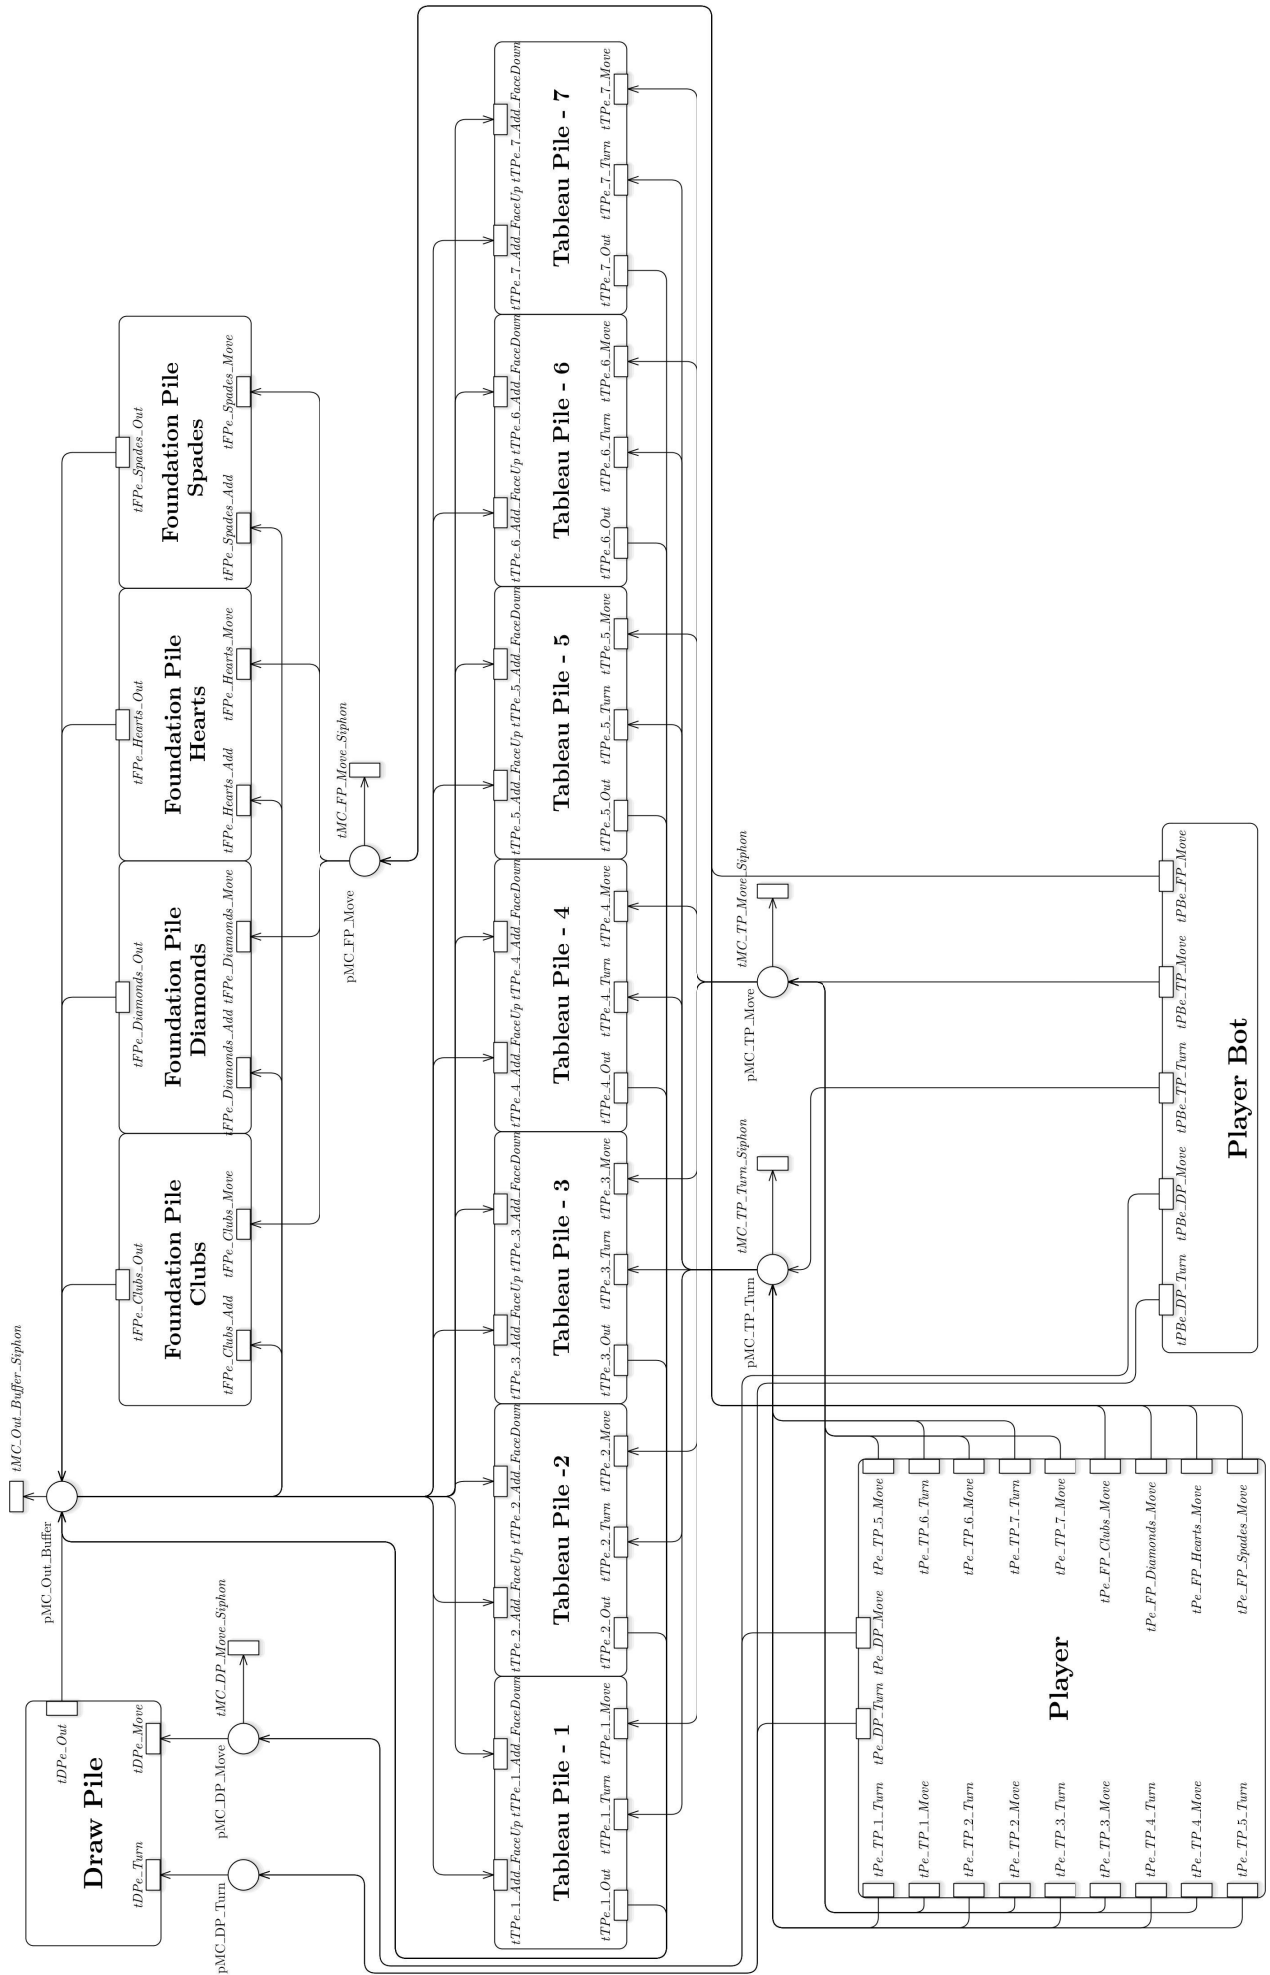 tMC_Out_Buffer_Siphon
pMC_Out_Buffer
Draw Pile
tDPe_Out
tDPe_Turn
tDPe_Move
pMC_DP_Turn
pMC_DP_Move
tMC_DP_Move_Siphon
Foundation Pile
Clubs
tFPe_Clubs_Out
tFPe_Clubs_Add
tFPe_Clubs_Move
Foundation Pile
Diamonds
tFPe_Diamonds_Out
tFPe_Diamonds_Add
tFPe_Diamonds_Move
Foundation Pile
Hearts
tFPe_Hearts_Out
tFPe_Hearts_Add
tFPe_Hearts_Move
Foundation Pile
Spades
tFPe_Spades_Out
tFPe_Spades_Add
tFPe_Spades_Move
pMC_FP_Move
tMC_FP_Move_Siphon
tTPe_1_Add_FaceUp
tTPe_1_Add_FaceDown
Tableau Pile - 1
tTPe_1_Out
tTPe_1_Turn
tTPe_1_Move
tTPe_2_Add_FaceUp
tTPe_2_Add_FaceDown
Tableau Pile -2
tTPe_2_Out
tTPe_2_Turn
tTPe_2_Move
tTPe_3_Add_FaceUp
tTPe_3_Add_FaceDown
Tableau Pile - 3
tTPe_3_Out
tTPe_3_Turn
tTPe_3_Move
tTPe_4_Add_FaceUp
tTPe_4_Add_FaceDown
Tableau Pile - 4
tTPe_4_Out
tTPe_4_Turn
tTPe_4_Move
tTPe_5_Add_FaceUp
tTPe_5_Add_FaceDown
Tableau Pile - 5
tTPe_5_Out
tTPe_5_Turn
tTPe_5_Move
tTPe_6_Add_FaceUp
tTPe_6_Add_FaceDown
Tableau Pile - 6
tTPe_6_Out
tTPe_6_Turn
tTPe_6_Move
tTPe_7_Add_FaceUp
tTPe_7_Add_FaceDown
Tableau Pile - 7
tTPe_7_Out
tTPe_7_Turn
tTPe_7_Move
pMC_TP_Turn
tMC_TP_Turn_Siphon
pMC_TP_Move
tMC_TP_Move_Siphon
Player
tPe_DP_Turn
tPe_DP_Move
tPe_TP_1_Turn
tPe_TP_1_Move
tPe_TP_2_Turn
tPe_TP_2_Move
tPe_TP_3_Turn
tPe_TP_3_Move
tPe_TP_4_Turn
tPe_TP_4_Move
tPe_TP_5_Turn
tPe_TP_5_Move
tPe_TP_6_Turn
tPe_TP_6_Move
tPe_TP_7_Turn
tPe_TP_7_Move
tPe_FP_Clubs_Move
tPe_FP_Diamonds_Move
tPe_FP_Hearts_Move
tPe_FP_Spades_Move
tPBe_DP_Turn
tPBe_DP_Move
tPBe_TP_Turn
tPBe_TP_Move
tPBe_FP_Move
Player Bot